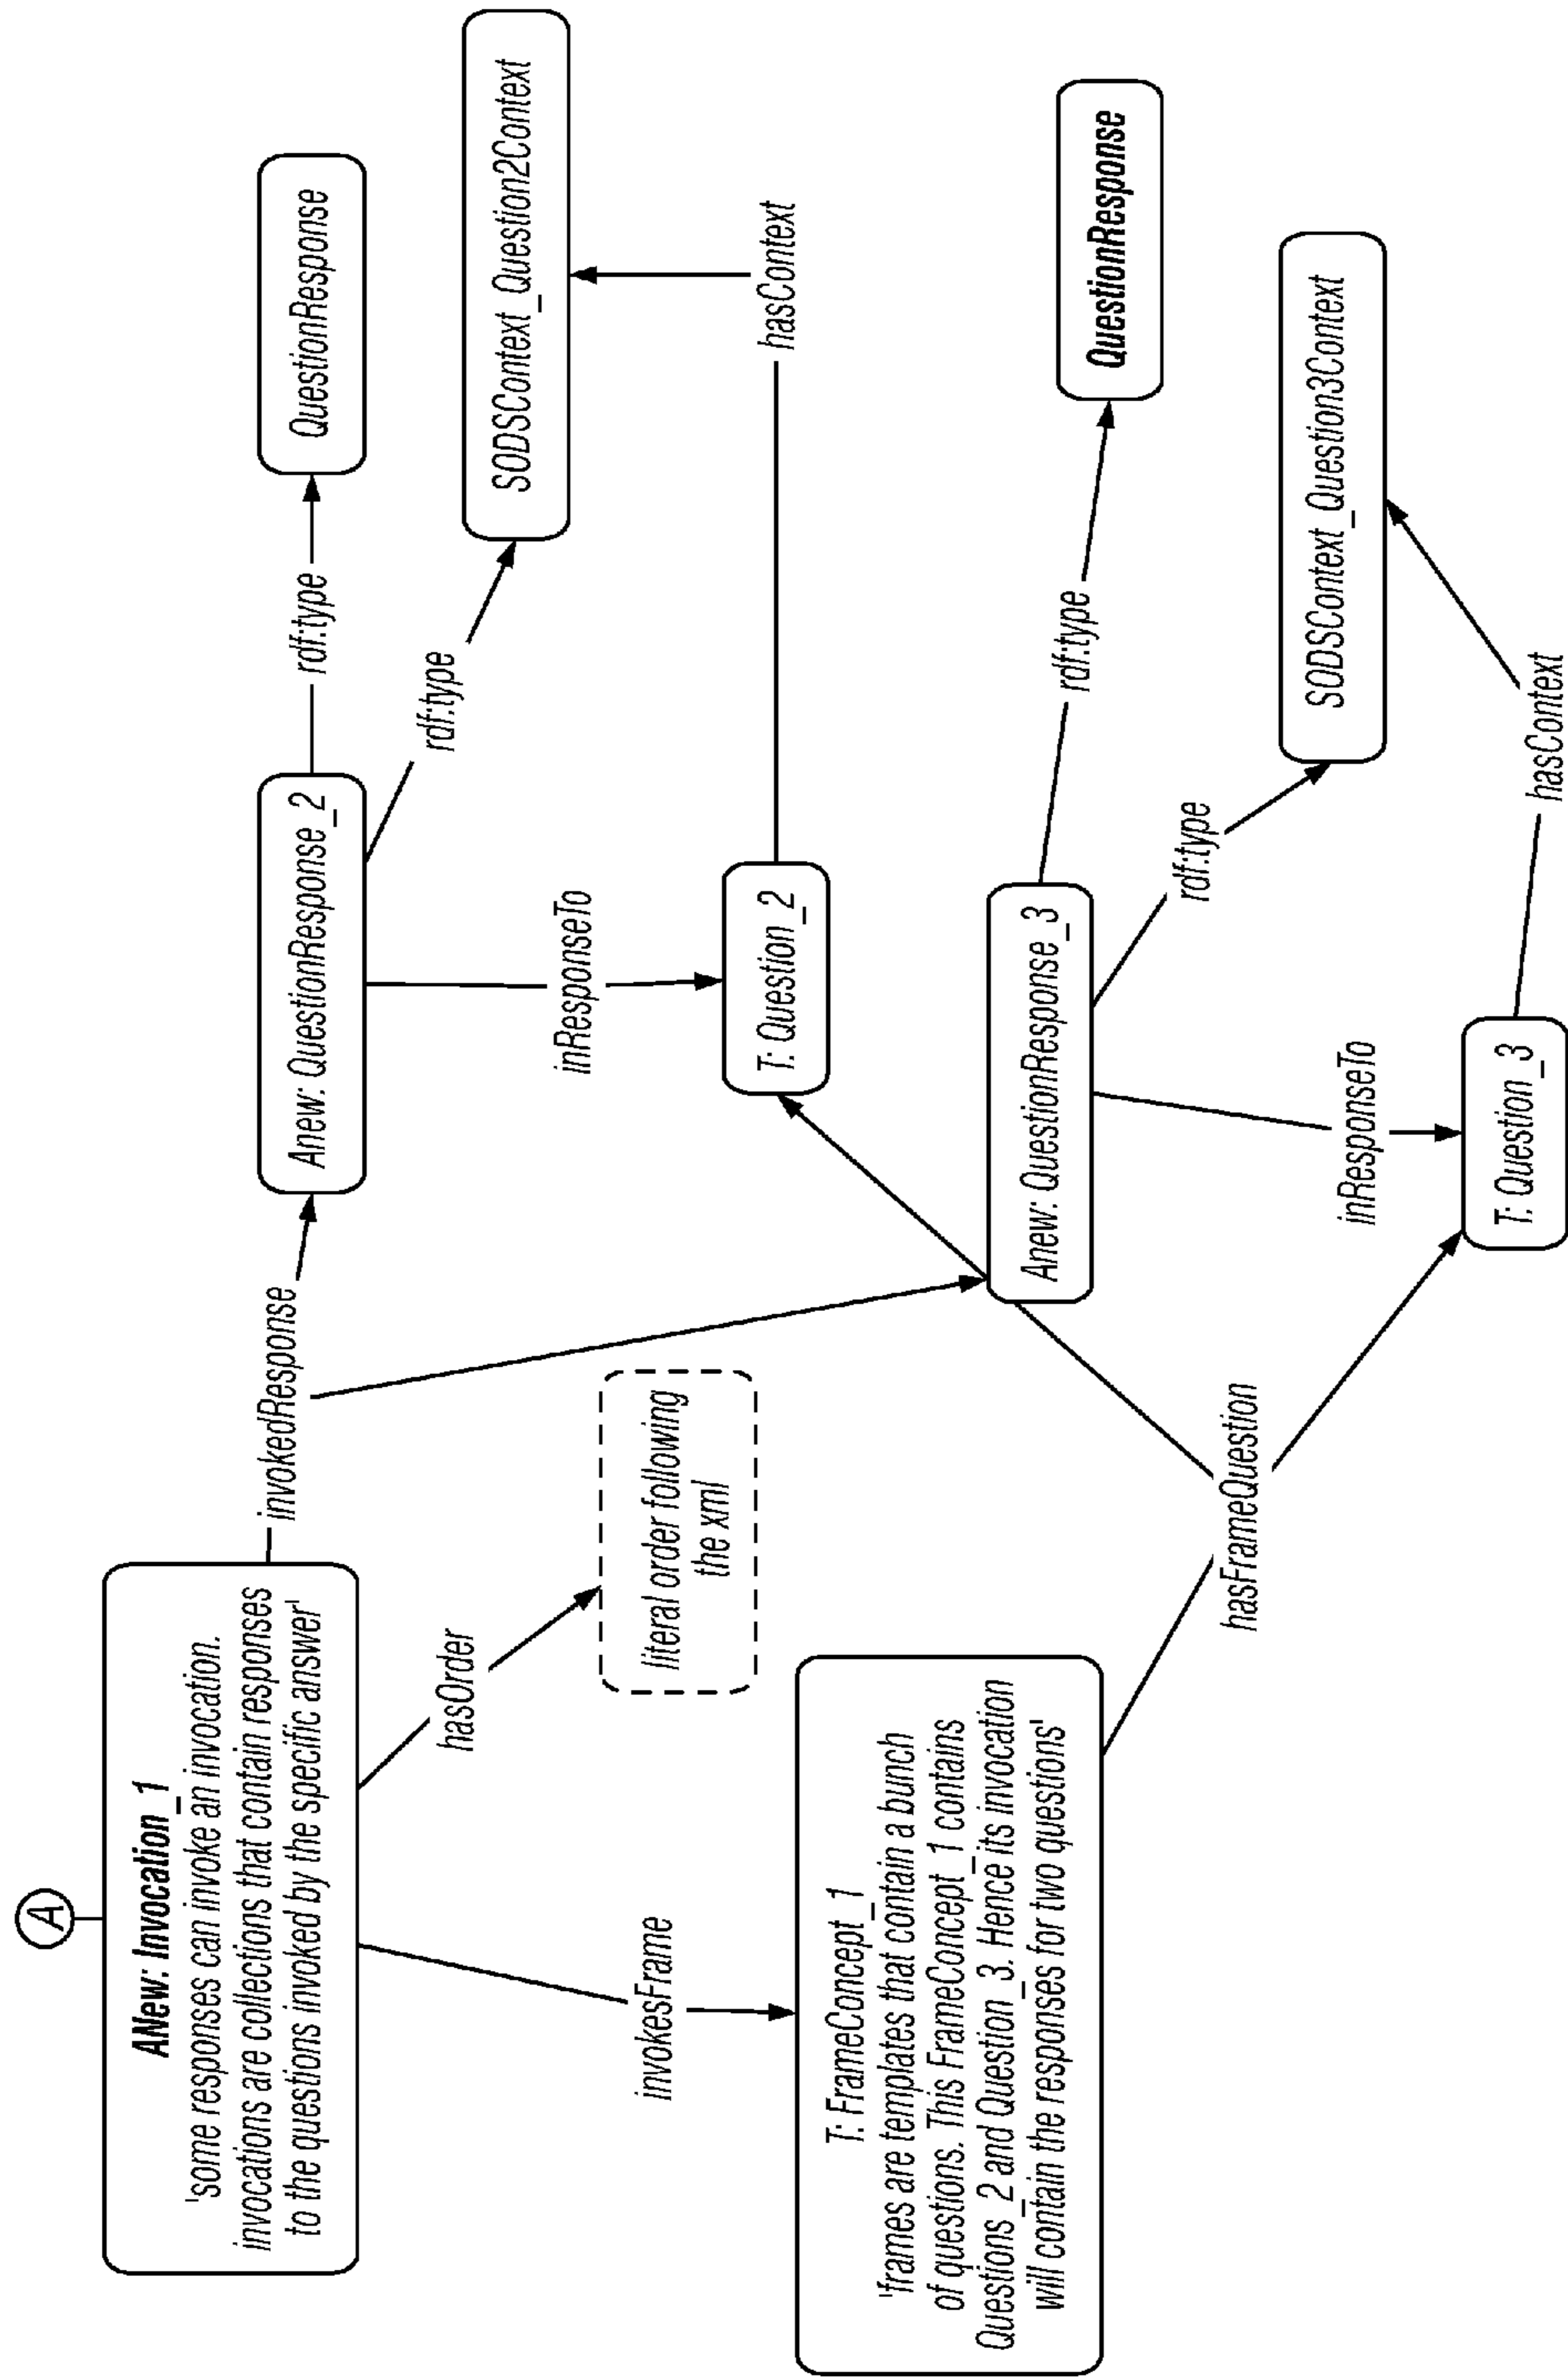 A
ANew: Invocation_1
'some responses can invoke an invocation.
invocations are collections that contain responses
to the questions invoked by the specific answer'
invokedResponse
Anew: QuestionResponse_2
rdf:type
QuestionResponse
rdf:type
SODSContext_Question2Context
hasOrder
literal order following
the xml
inResponseTo
T: Question_2
hasContext
invokesFrame
T: FrameConcept_1
'frames are templates that contain a bunch
of questions. This FrameConcept_1 contains
Questions_2 and Question_3. Hence its invocation
will contain the responses for two questions'
hasFrameQuestion
Anew: QuestionResponse_3
rdf:type
QuestionResponse
rdf:type
SODSContext_Question3Context
inResponseTo
T: Question_3
hasContext